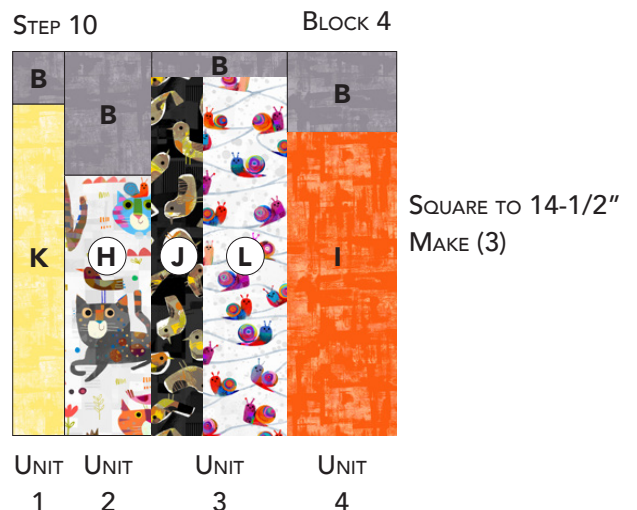 Step 10
Block 4
B
B
B
B
K
H
J
L
I
Square to 14-1/2"
Make (3)
Unit 1
Unit 2
Unit 3
Unit 4